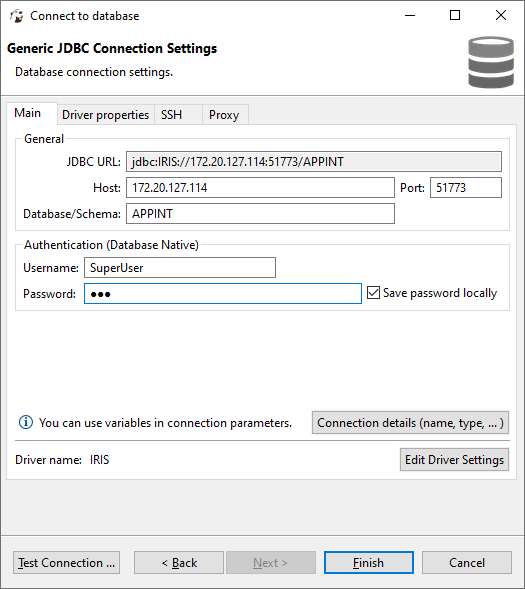 Connect to database
Generic JDBC Connection Settings
Database connection settings.
Main Driver properties SSH Proxy
General
JDBC URL: jdbc:IRIS://172.20.127.114:51773/APPINT
Host: 172.20.127.114 Port: 51773
Database/Schema: APPINT
Authentication (Database Native)
Username: SuperUser
Password: ●●● Save password locally
You can use variables in connection parameters. Connection details (name, type, ... )
Driver name: IRIS Edit Driver Settings
Test Connection ... < Back Next > Finish Cancel